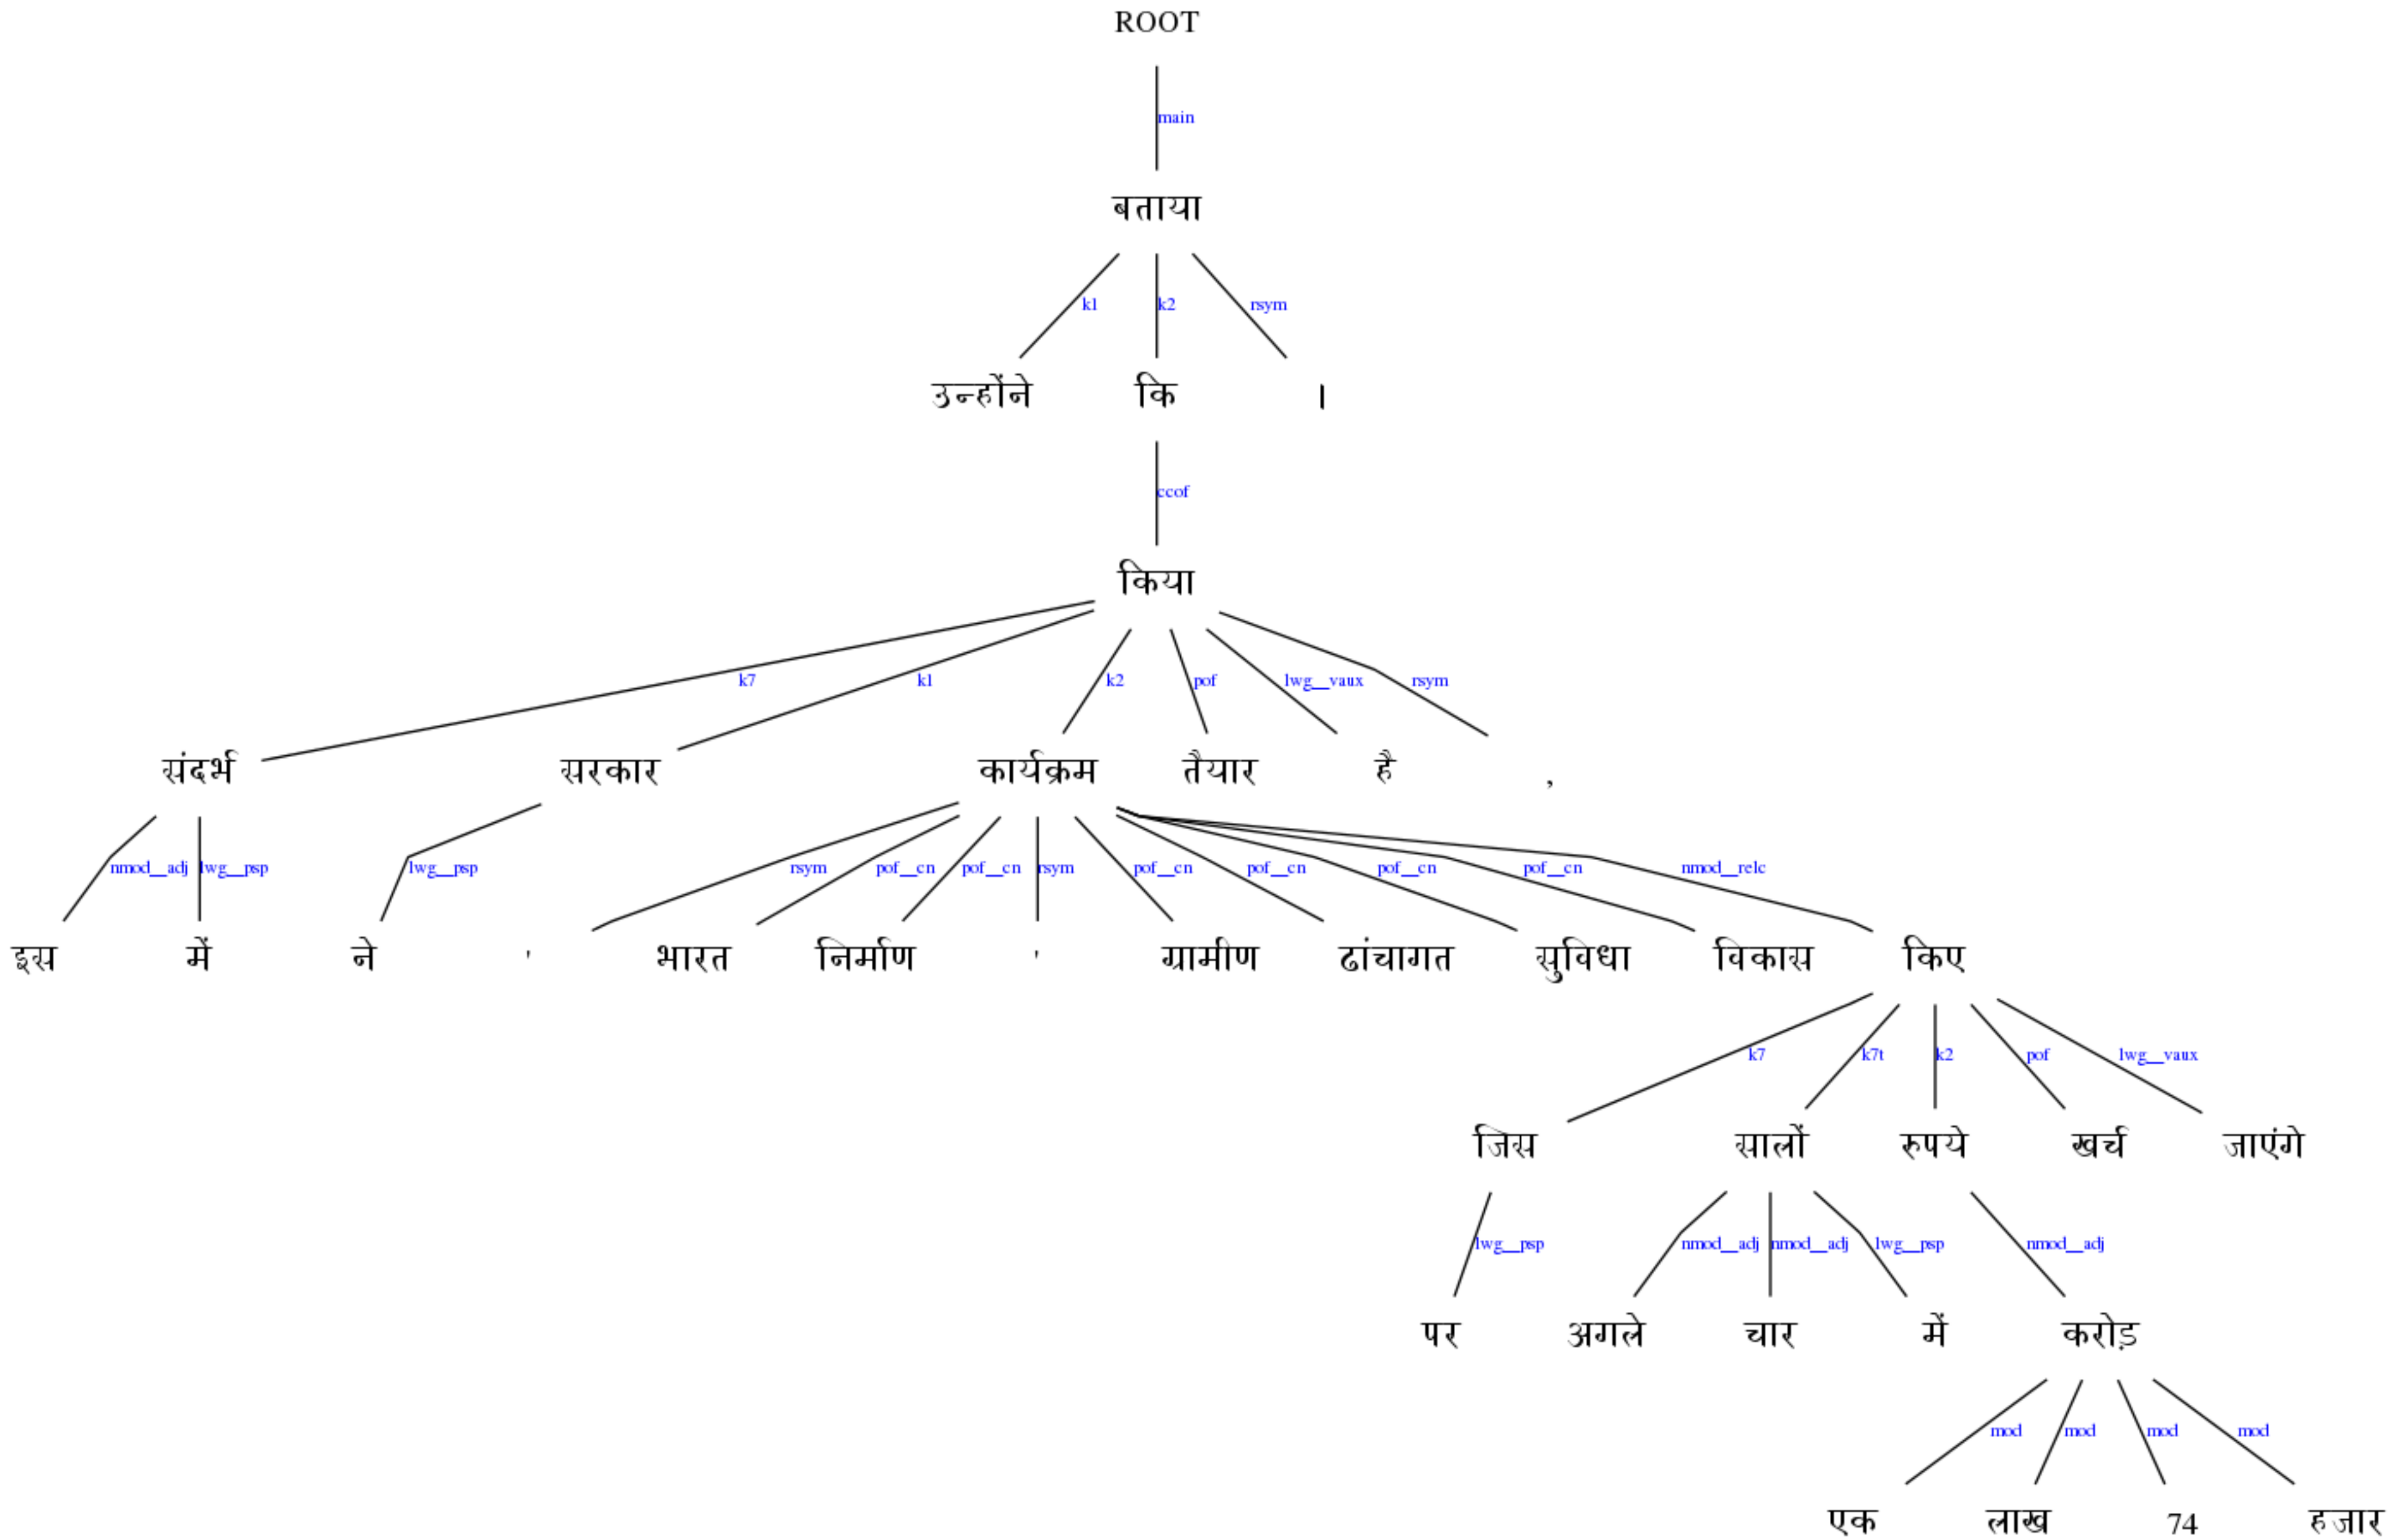 ROOT
main
बताया
k1 k2 rsym
उन्होंने कि ।
ccof
किया
k7 k1 k2 pof lwg__vaux rsym
संदर्भ सरकार कार्यक्रम तैयार है ,
nmod__adj lwg__psp lwg__psp rsym pof__cn pof__cn rsym pof__cn pof__cn pof__cn pof__cn nmod__relc
इस में ने ' भारत निर्माण ' ग्रामीण ढांचागत सुविधा विकास किए
k7 k7t k2 pof lwg__vaux
जिस सालों रुपये खर्च जाएंगे
lwg__psp nmod__adj nmod__adj lwg__psp nmod__adj
पर अगले चार में करोड़
mod mod mod mod
एक लाख 74 हजार